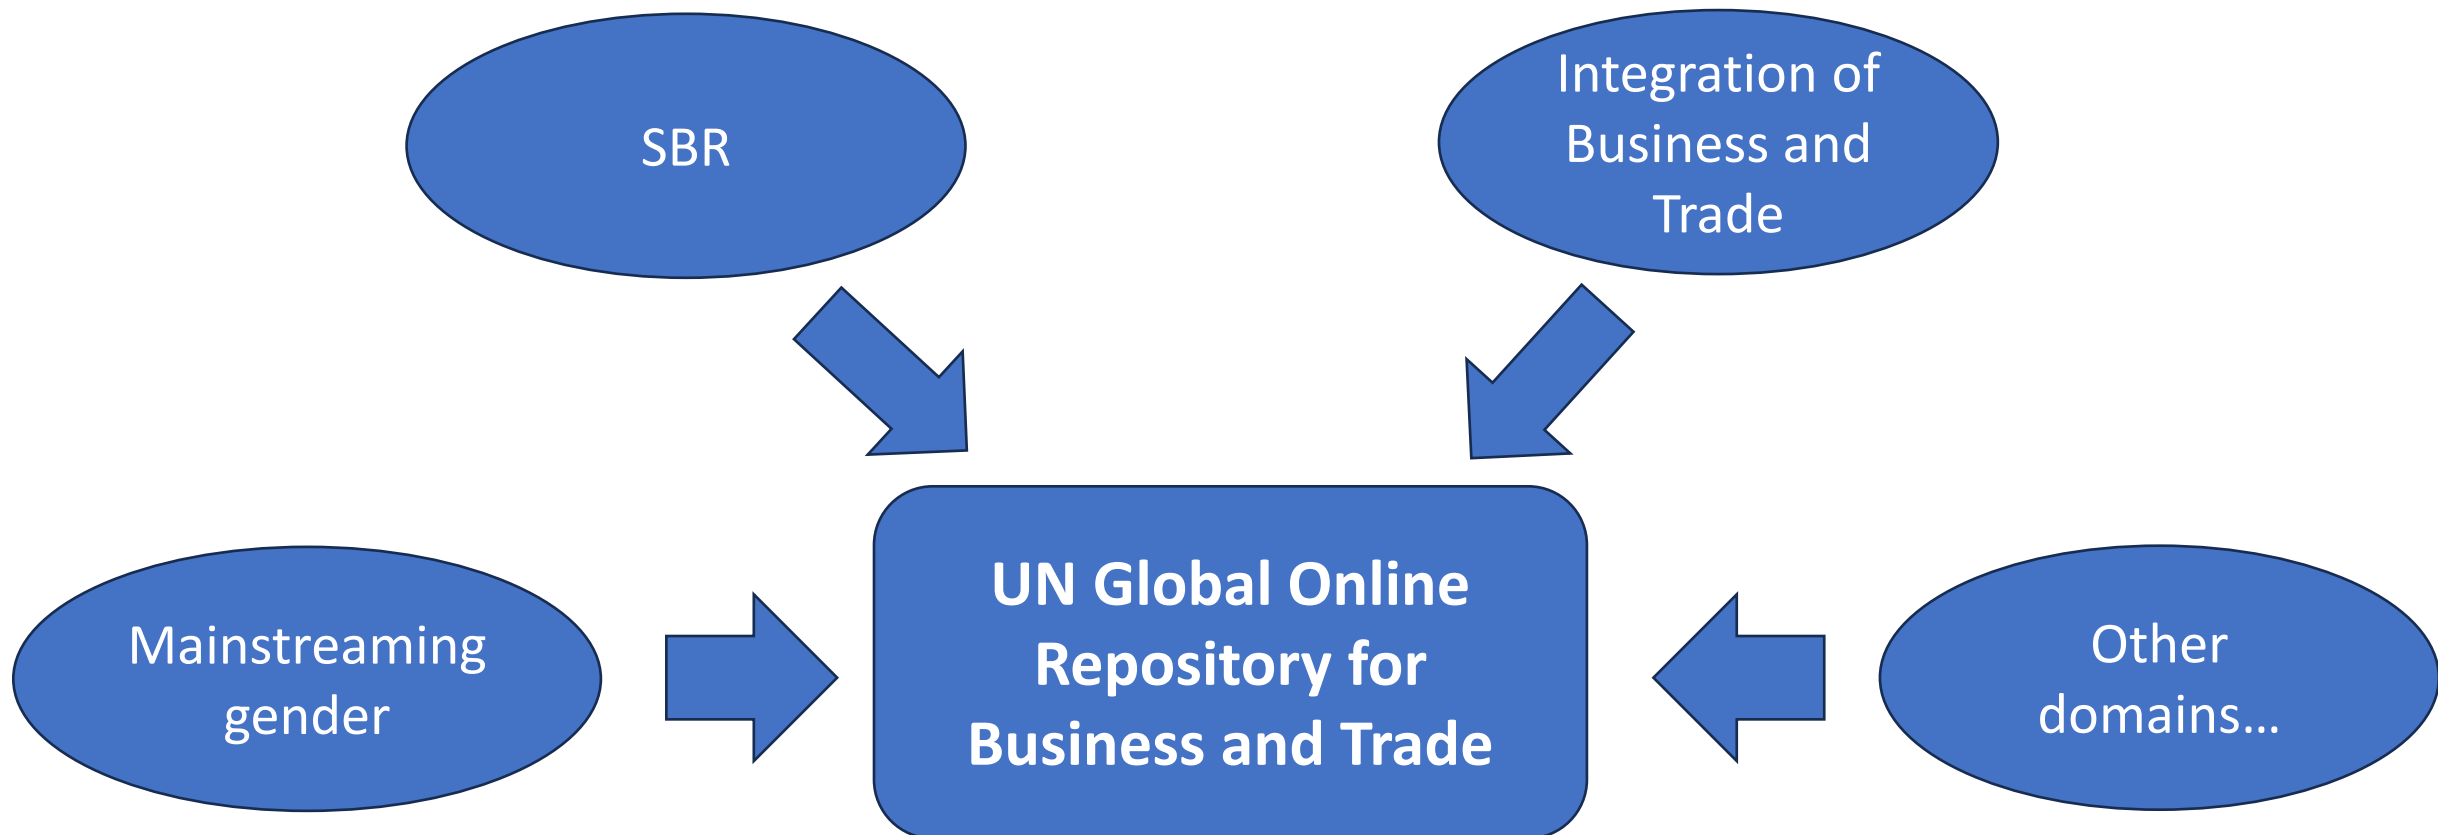 SBR
Integration of
Business and
Trade
Mainstreaming
gender
UN Global Online
Repository for
Business and Trade
Other
domains...